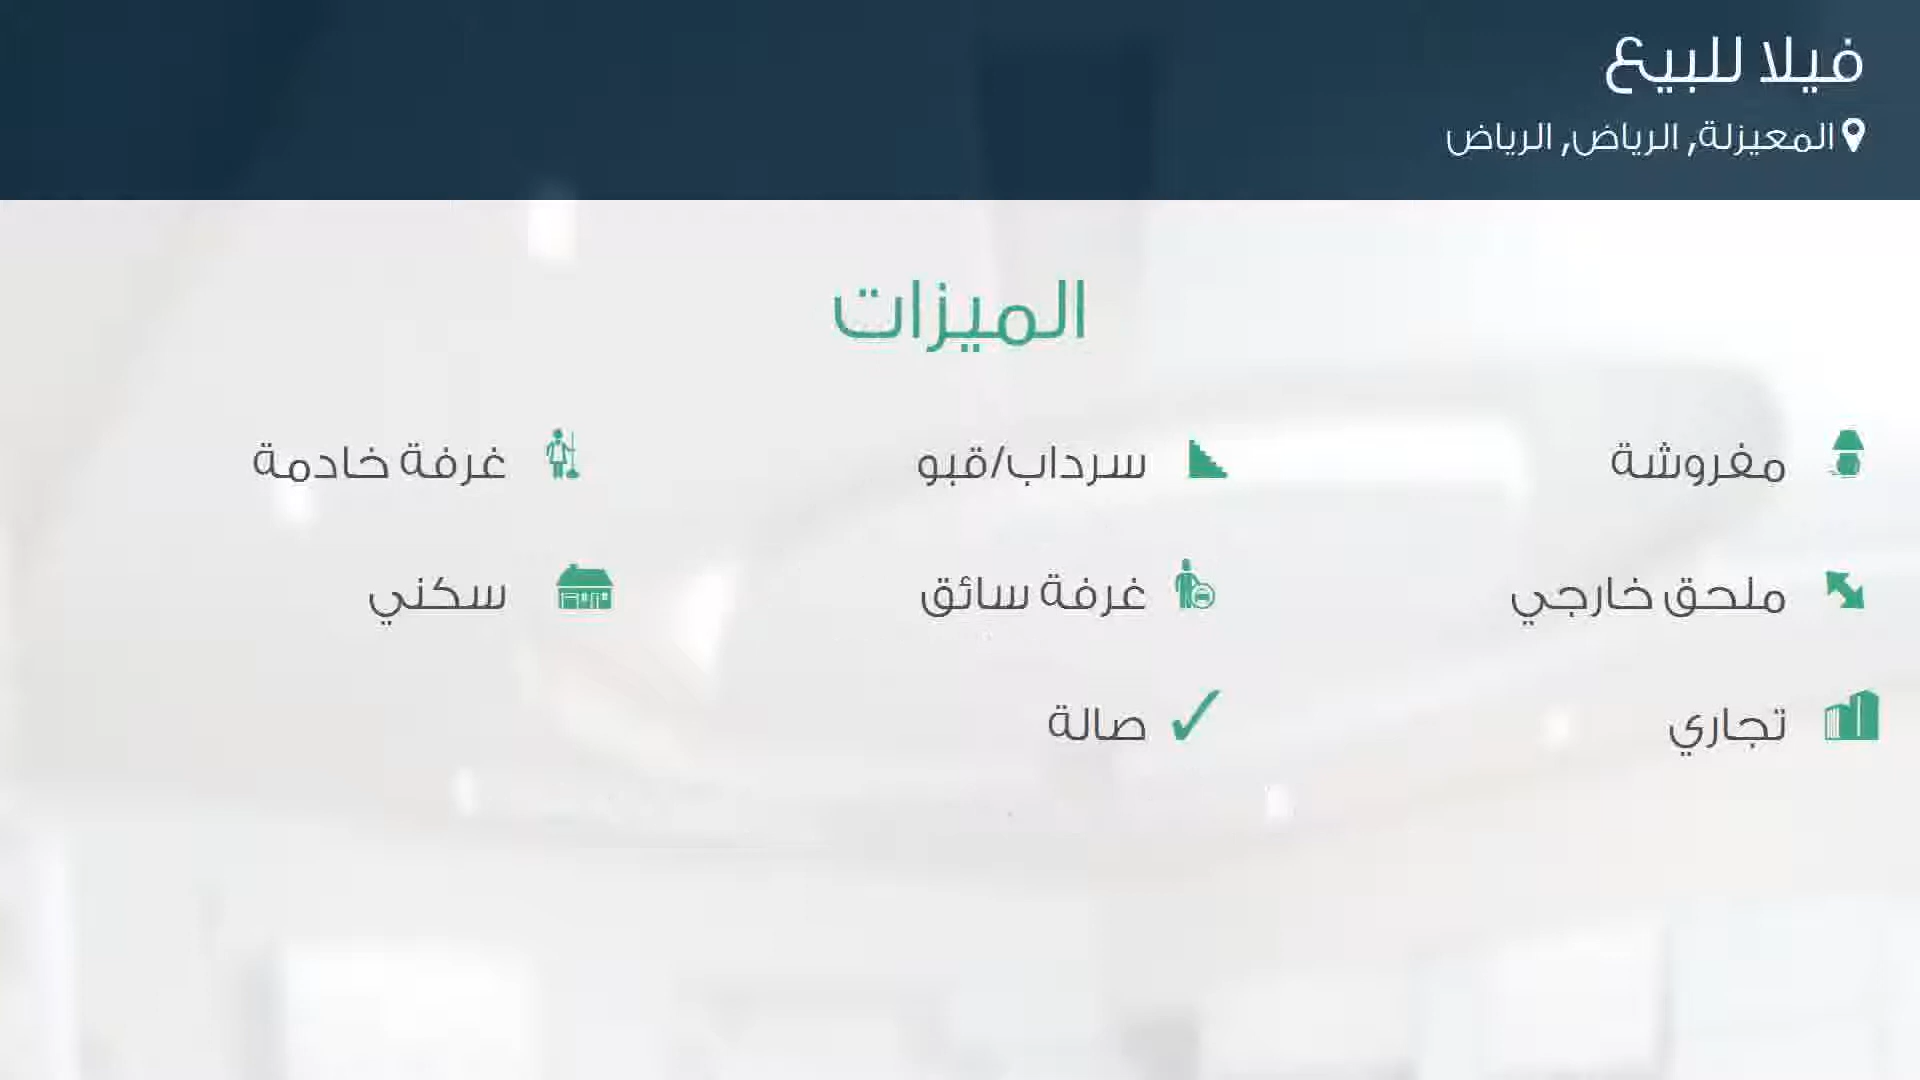 فيلا للبيع
المعيزلة, الرياض, الرياض
الميزات
مفروشة
سرداب/قبو
غرفة خادمة
ملحق خارجي
غرفة سائق
سكني
تجاري
صالة